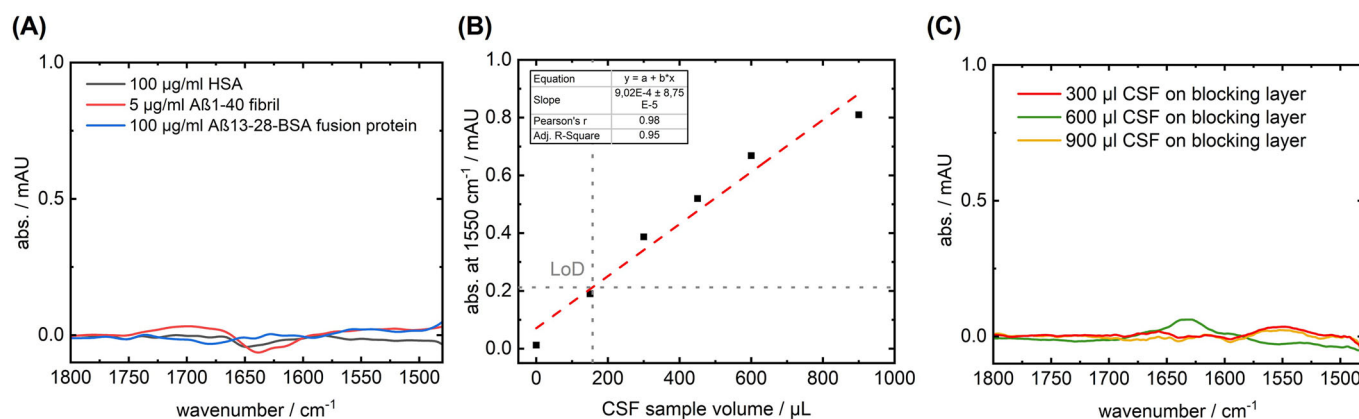 (A)
1.0
0.5
0.0
abs. / mAU
100 µg/ml HSA
5 µg/ml Aß1-40 fibril
100 µg/ml Aß13-28-BSA fusion protein
1800 1750 1700 1650 1600 1550 1500
wavenumber / cm⁻¹
(B)
1.0
0.8
0.6
0.4
0.2
0.0
abs. at 1550 cm⁻¹ / mAU
Equation y = a + b*x
Slope 9,02E-4 ± 8,75
E-5
Pearson's r 0.98
Adj. R-Square 0.95
LoD
0 200 400 600 800 1000
CSF sample volume / µL
(C)
1.0
0.5
0.0
abs. / mAU
300 µl CSF on blocking layer
600 µl CSF on blocking layer
900 µl CSF on blocking layer
1800 1750 1700 1650 1600 1550 1500
wavenumber / cm⁻¹